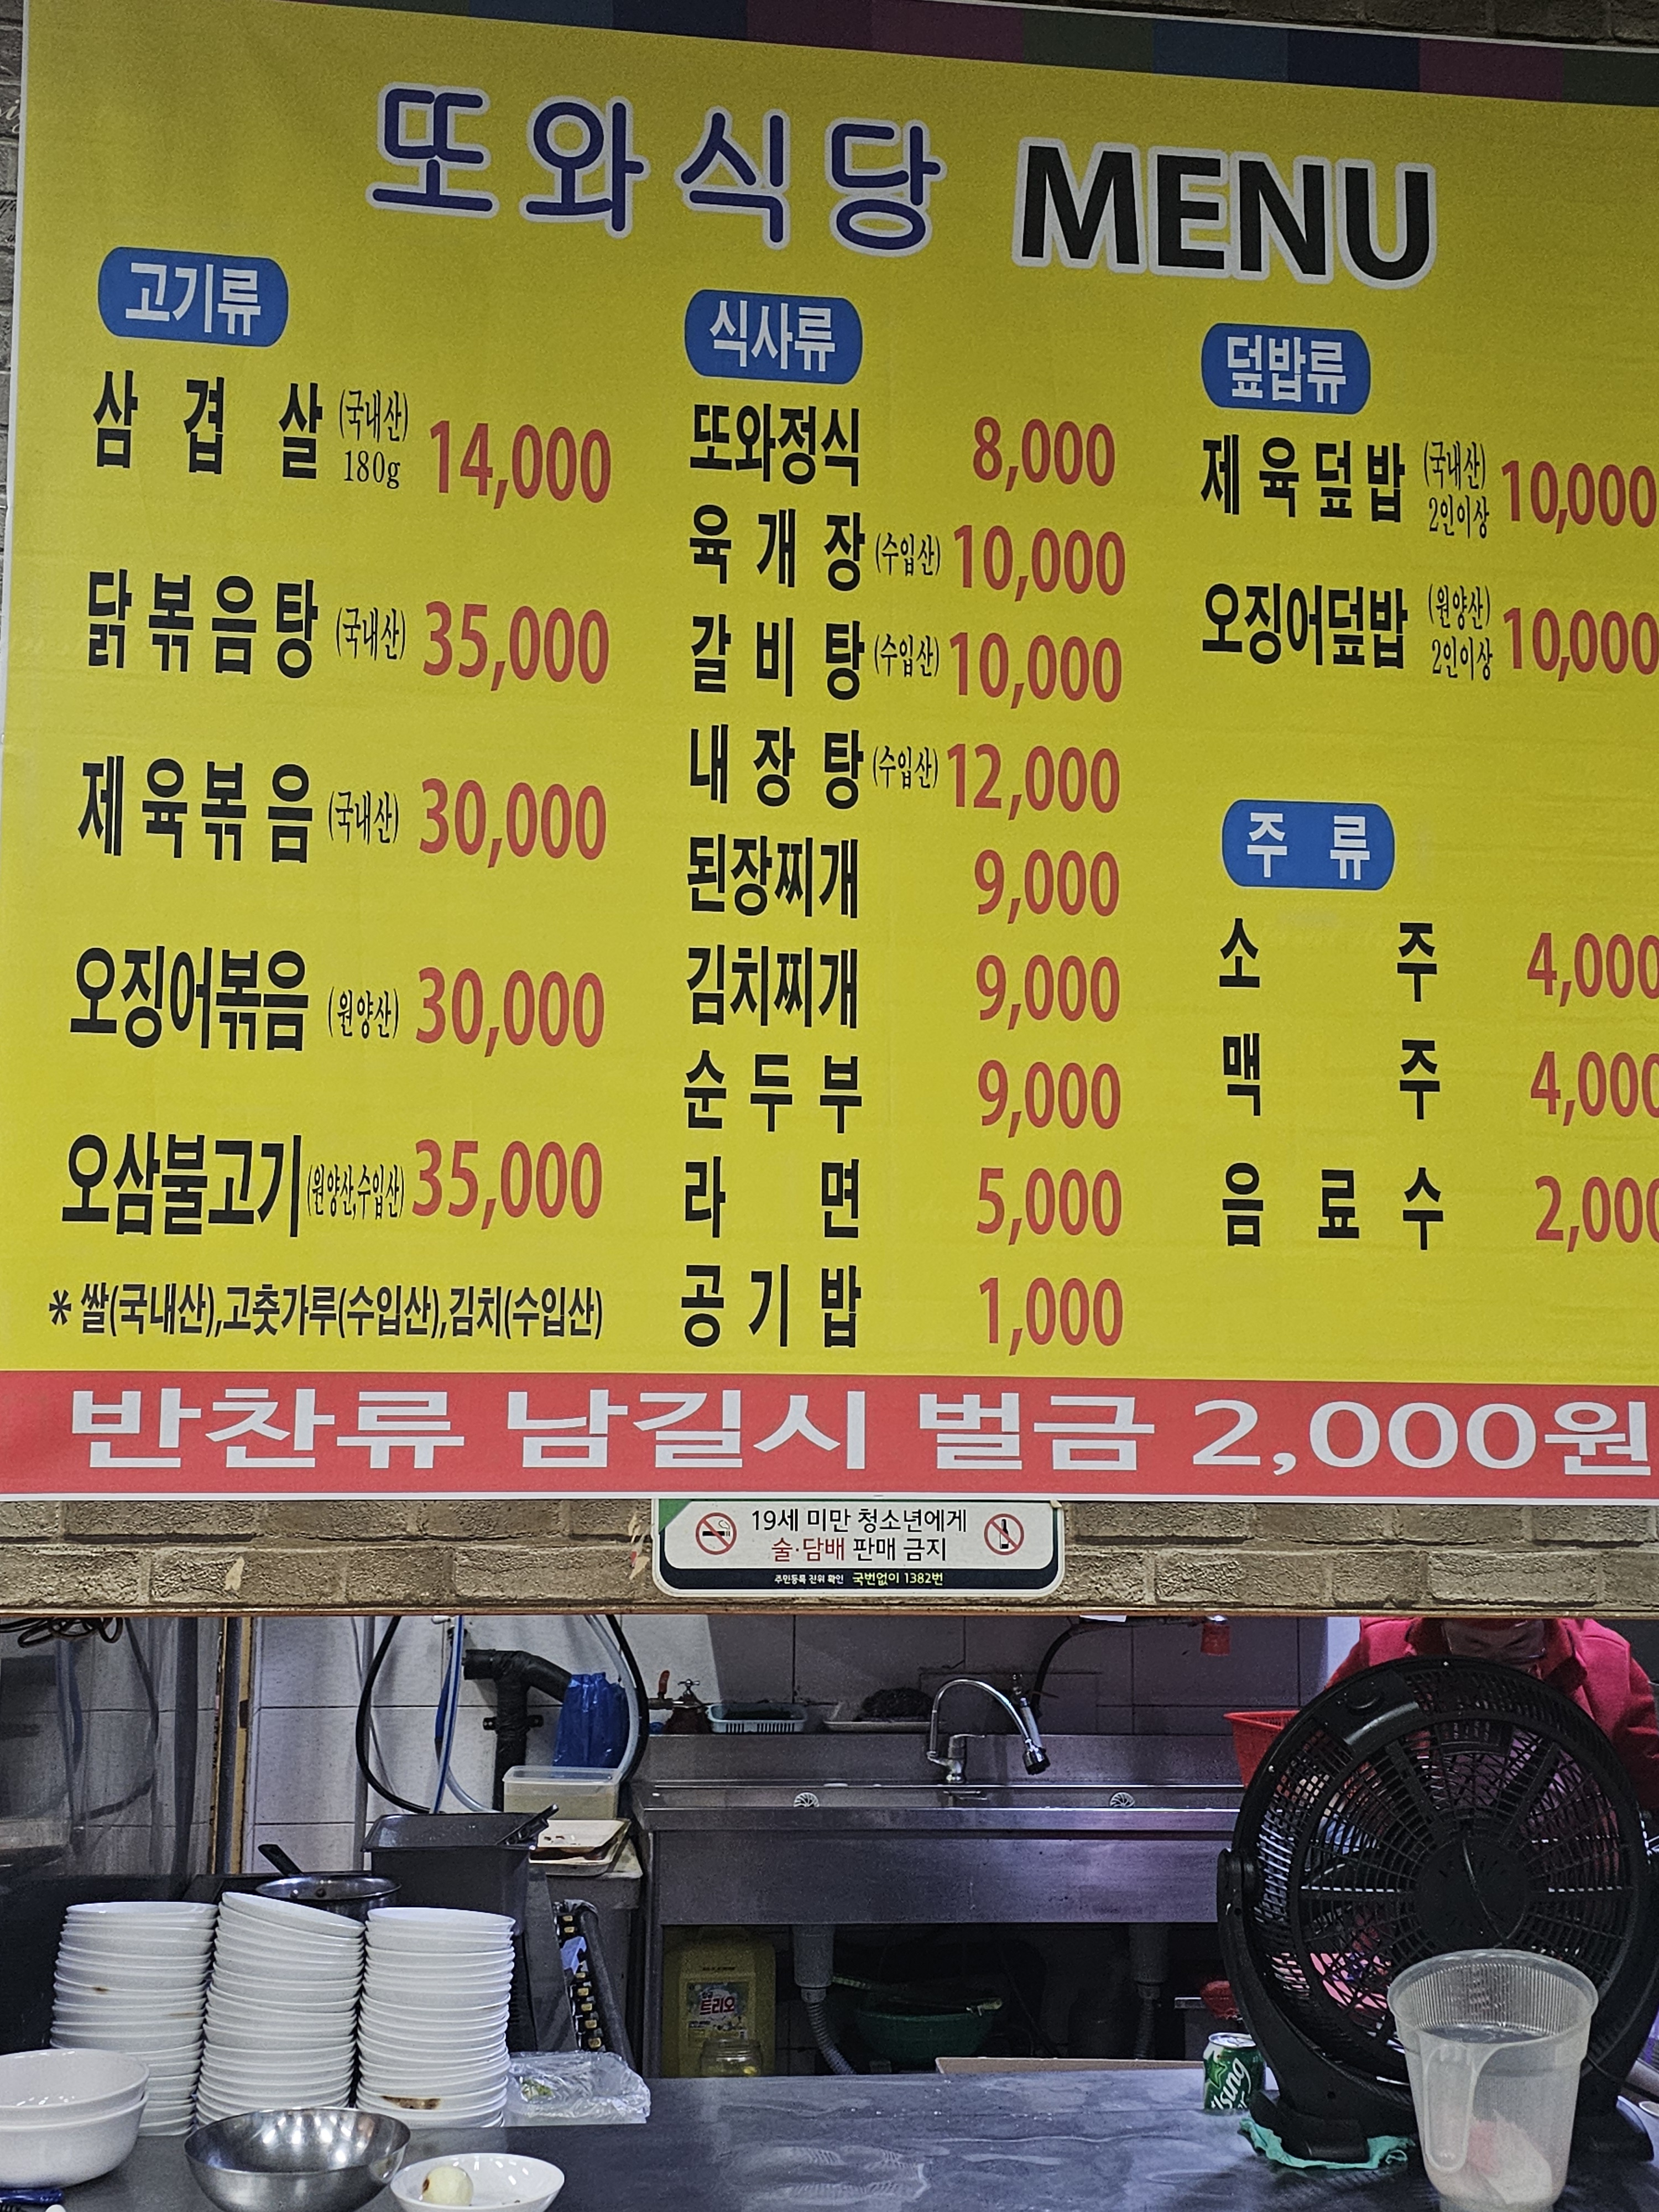 또와식당 MENU
고기류
삼겹살 (국내산) 180g 14,000
닭볶음탕 (국내산) 35,000
제육볶음 (국내산) 30,000
오징어볶음 (원양산) 30,000
오삼불고기 (원양산,수입산) 35,000
* 쌀(국내산),고춧가루(수입산),김치(수입산)
식사류
또와정식 8,000
육개장 (수입산) 10,000
갈비탕 (수입산) 10,000
내장탕 (수입산) 12,000
된장찌개 9,000
김치찌개 9,000
순두부 9,000
라면 5,000
공기밥 1,000
덮밥류
제육덮밥 (국내산) 2인이상 10,000
오징어덮밥 (원양산) 2인이상 10,000
주류
소주 4,000
맥주 4,000
음료수 2,000
반찬류 남길시 벌금 2,000원
19세 미만 청소년에게
술·담배 판매 금지
주민등록 진위 확인 국번없이 1382번
트리오